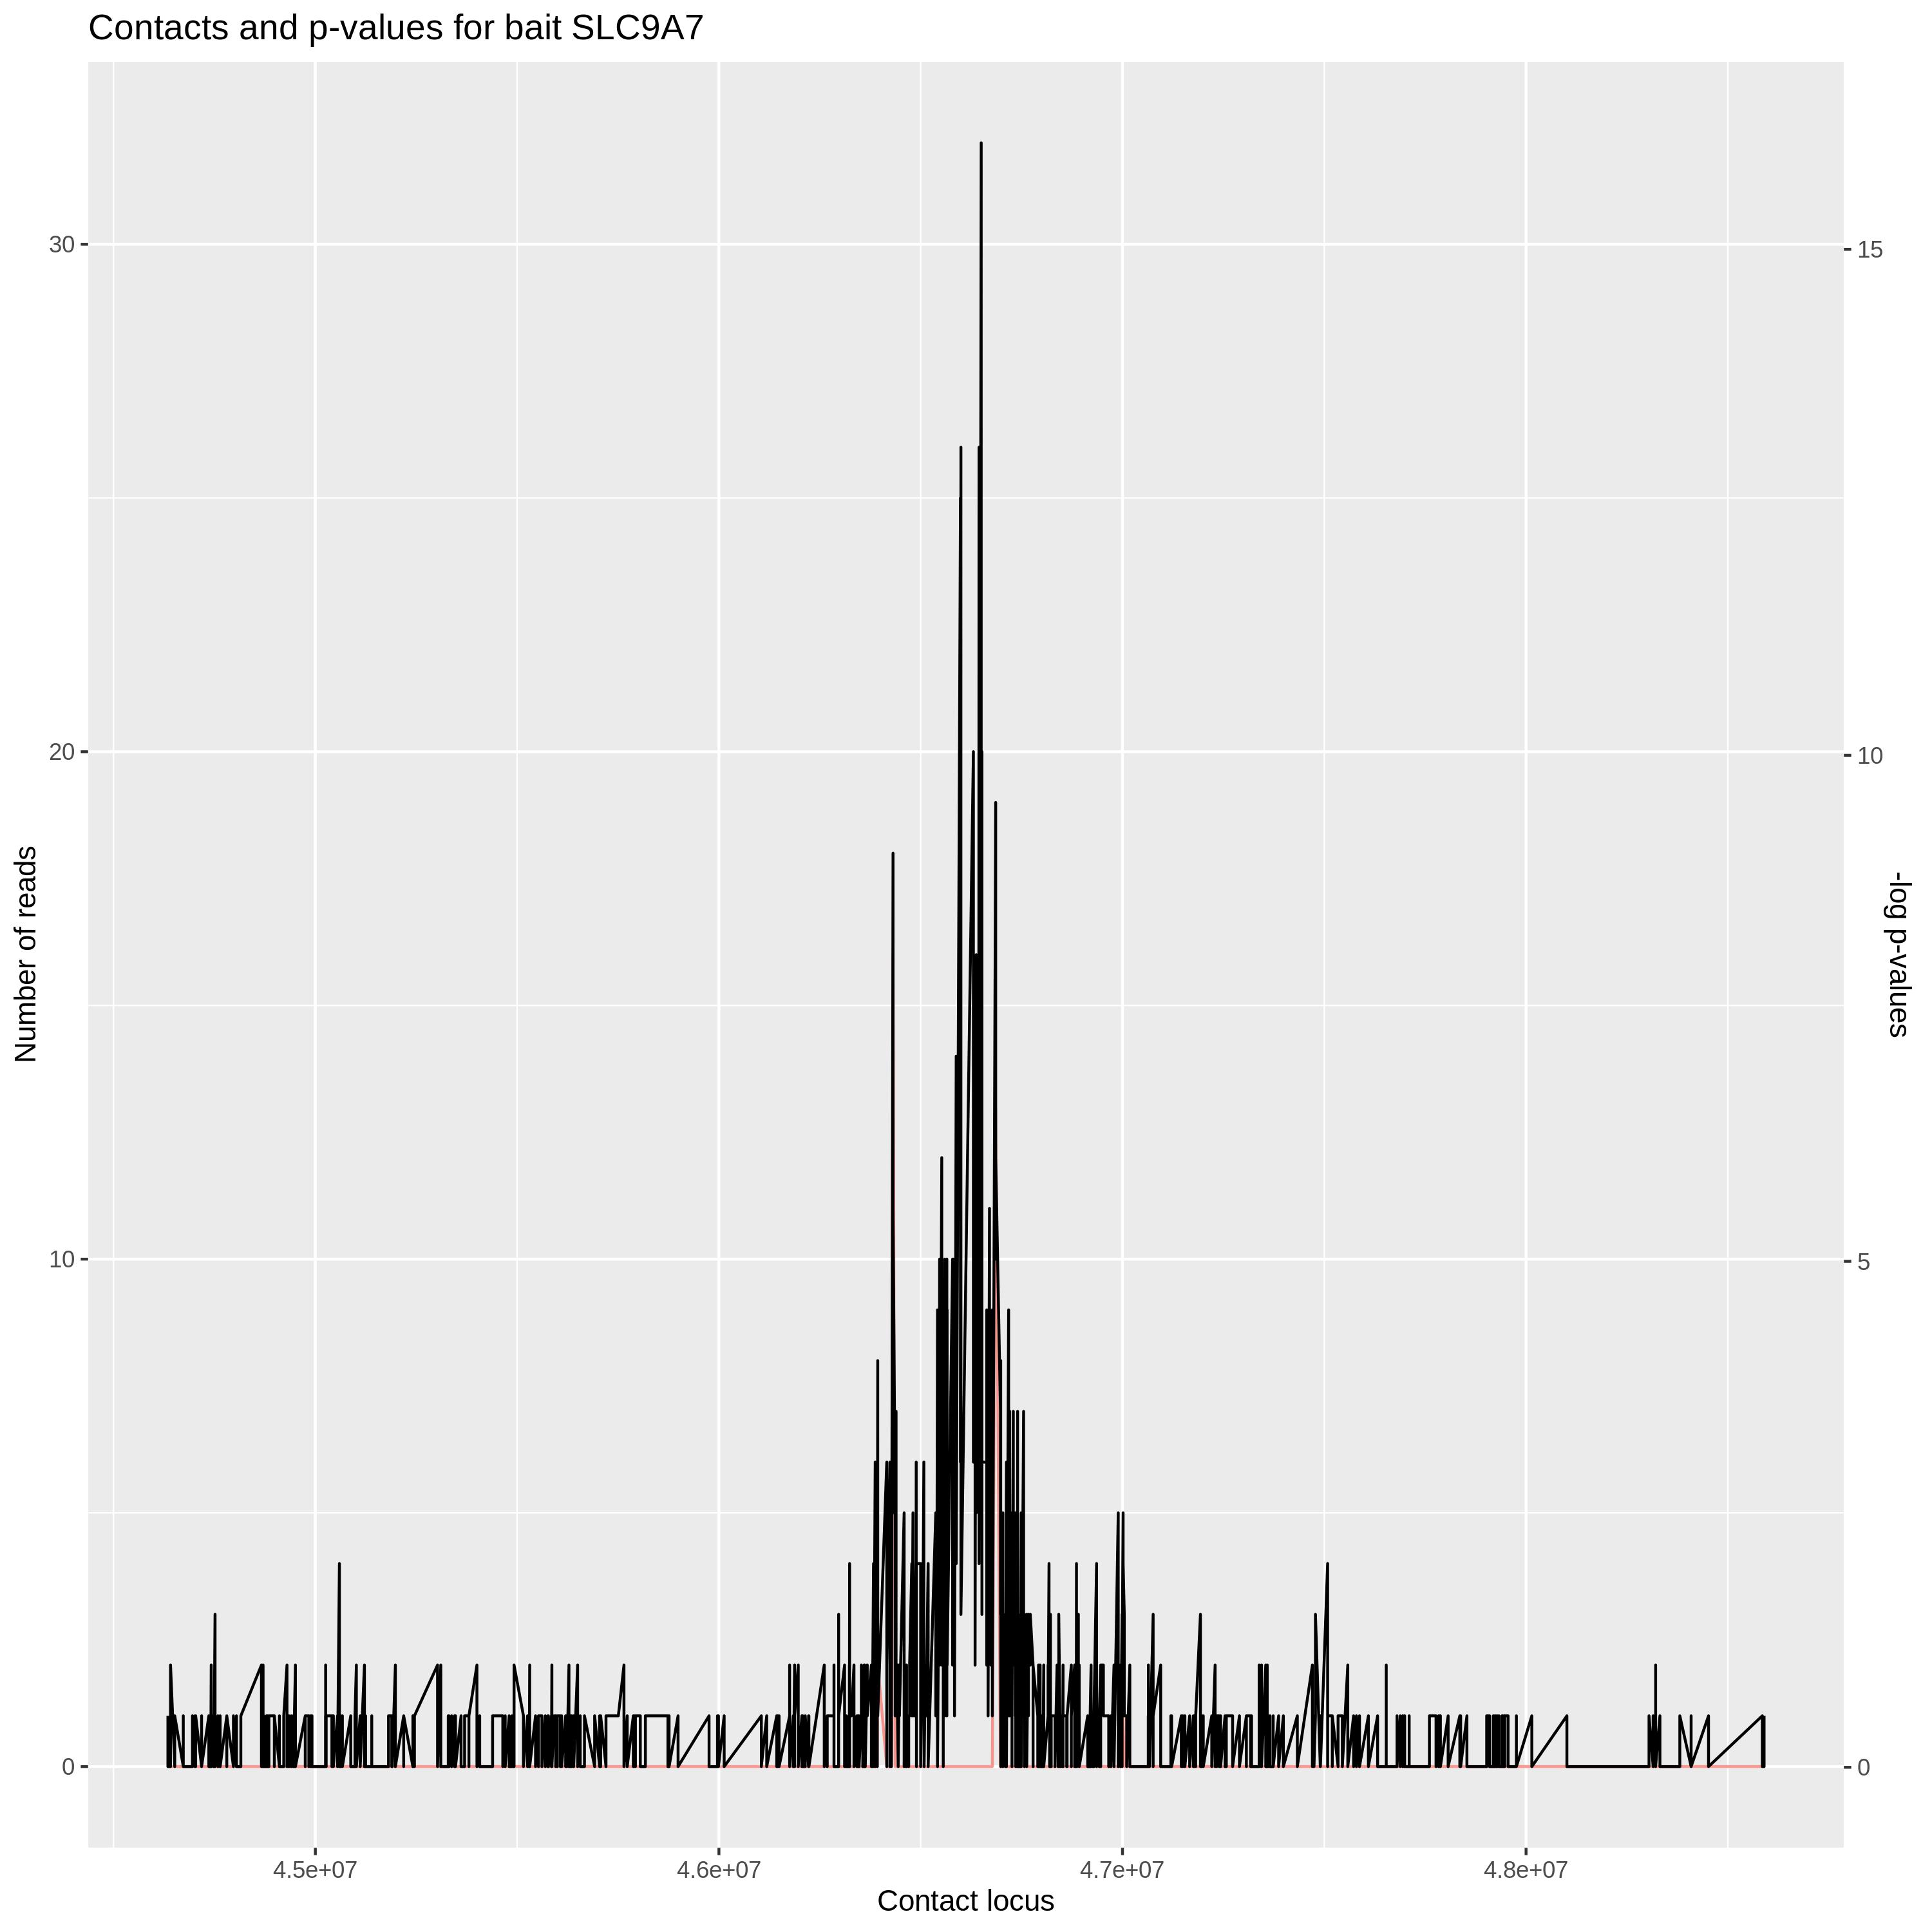 Contacts and p-values for bait SLC9A7
30
20
10
0
Number of reads
15
10
5
0
-log p-values
4.5e+07
4.6e+07
4.7e+07
4.8e+07
Contact locus